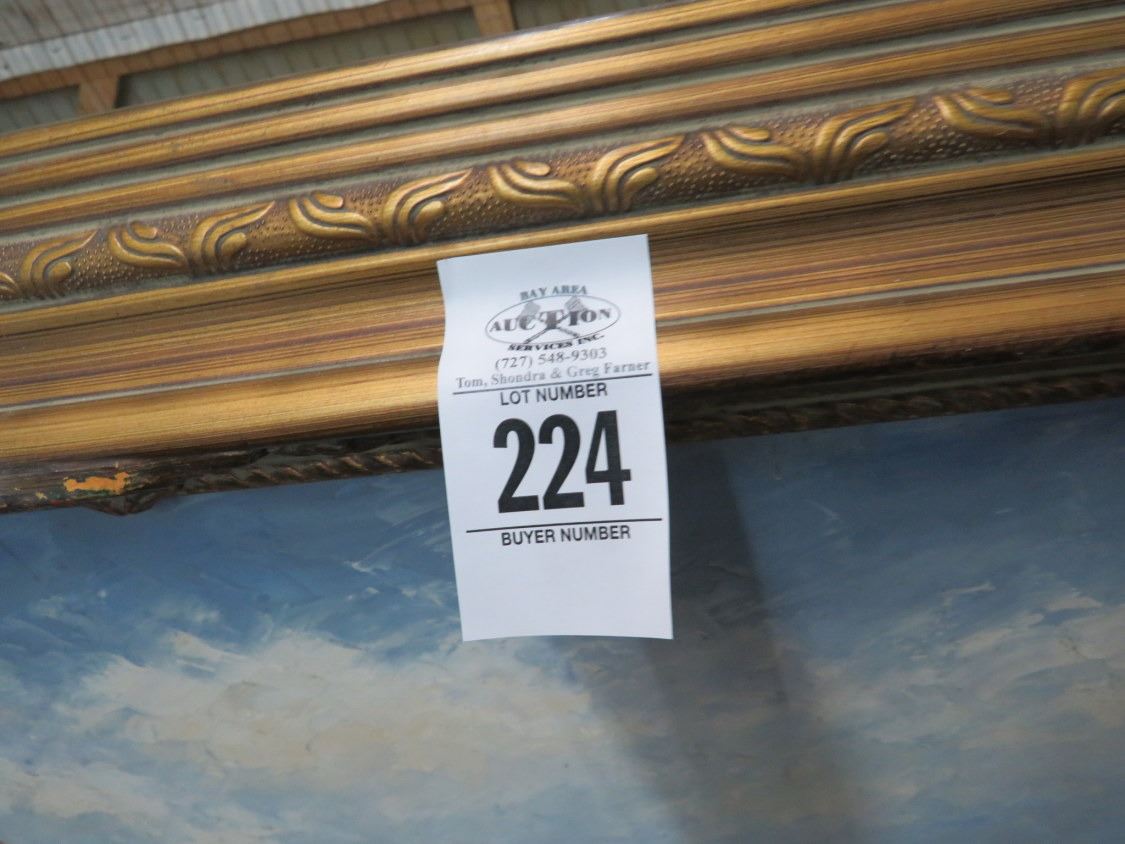 BAY AREA
AUCTION
SERVICES INC.
(727) 548-9303
Tom, Shondra & Greg Farner
LOT NUMBER
224
BUYER NUMBER